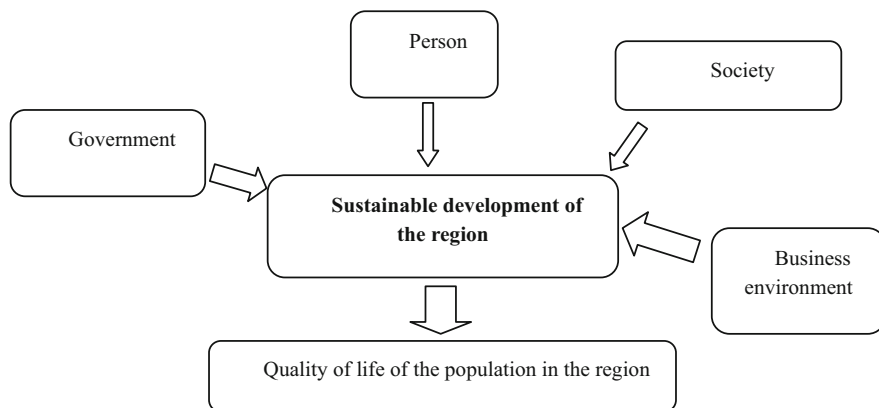 Person
Society
Government
Sustainable development of
the region
Business
environment
Quality of life of the population in the region